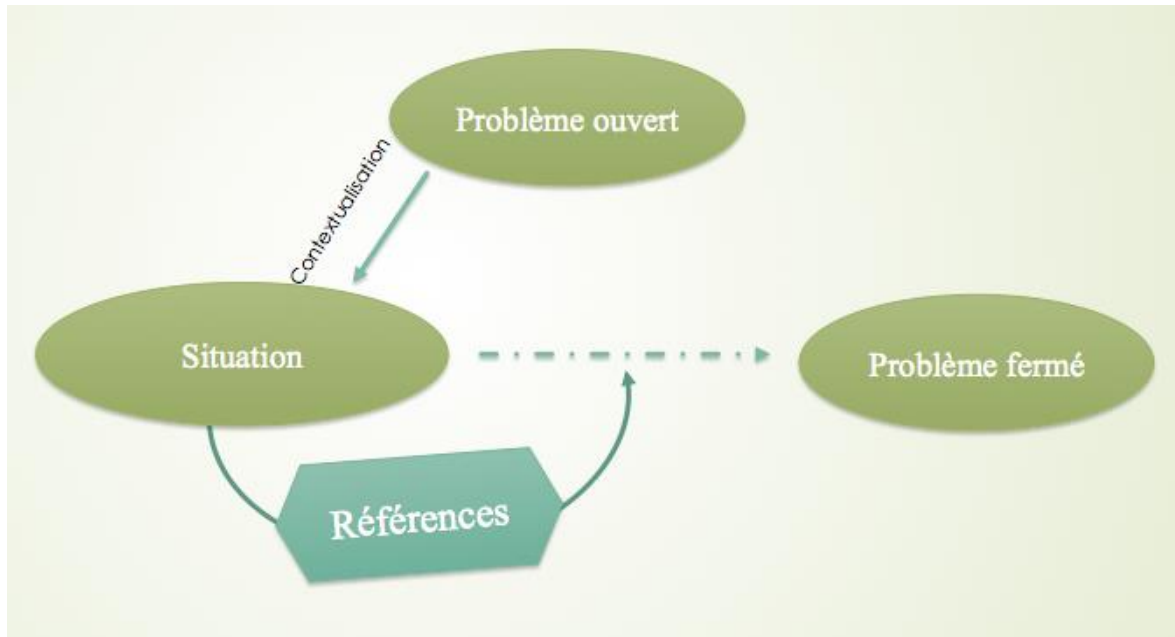 Problème ouvert
Contextualisation
Situation
Problème fermé
Références